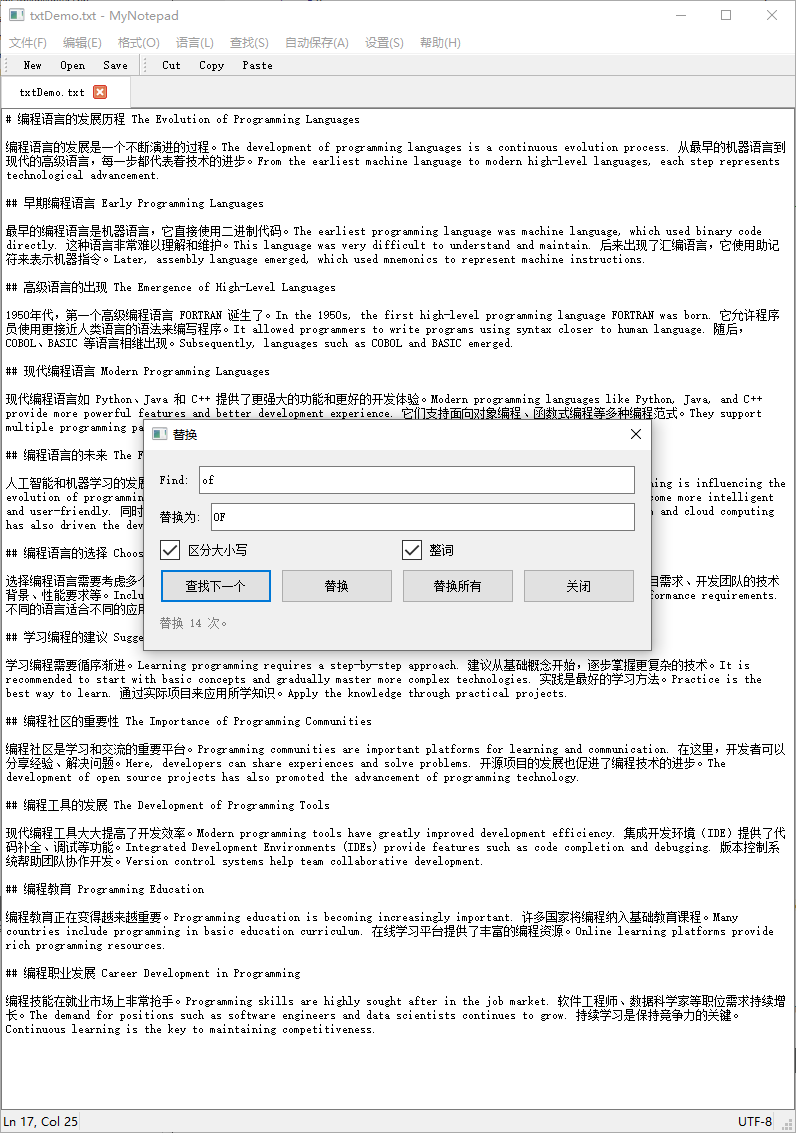 txtDemo.txt - MyNotepad
文件(F) 编辑(E) 格式(O) 语言(L) 查找(S) 自动保存(A) 设置(S) 帮助(H)
New Open Save Cut Copy Paste
txtDemo.txt
# 编程语言的发展历程 The Evolution of Programming Languages
编程语言的发展是一个不断演进的过程。The development of programming languages is a continuous evolution process. 从最早的机器语言到
现代的高级语言，每一步都代表着技术的进步。From the earliest machine language to modern high-level languages, each step represents
technological advancement.
## 早期编程语言 Early Programming Languages
最早的编程语言是机器语言，它直接使用二进制代码。The earliest programming language was machine language, which used binary code
directly. 这种语言非常难以理解和维护。This language was very difficult to understand and maintain. 后来出现了汇编语言，它使用助记
符来表示机器指令。Later, assembly language emerged, which used mnemonics to represent machine instructions.
## 高级语言的出现 The Emergence of High-Level Languages
1950年代，第一个高级编程语言 FORTRAN 诞生了。In the 1950s, the first high-level programming language FORTRAN was born. 它允许程序
员使用更接近人类语言的语法来编写程序。It allowed programmers to write programs using syntax closer to human language. 随后，
COBOL、BASIC 等语言相继出现。Subsequently, languages such as COBOL and BASIC emerged.
## 现代编程语言 Modern Programming Languages
现代编程语言如 Python、Java 和 C++ 提供了更强大的功能和更好的开发体验。Modern programming languages like Python, Java, and C++
provide more powerful features and better development experience. 它们支持面向对象编程、函数式编程等多种编程范式。They support
multiple programming pa
## 编程语言的未来 The F
人工智能和机器学习的发展 ning is influencing the
evolution of programmin ome more intelligent
and user-friendly. 同时 and cloud computing
has also driven the dev
## 编程语言的选择 Choos
选择编程语言需要考虑多个 目需求、开发团队的技术
背景、性能要求等。Inclu formance requirements.
不同的语言适合不同的应用
## 学习编程的建议 Sugge
替换
Find: of
替换为: OF
区分大小写 整词
查找下一个 替换 替换所有 关闭
替换 14 次。
学习编程需要循序渐进。Learning programming requires a step-by-step approach. 建议从基础概念开始，逐步掌握更复杂的技术。It is
recommended to start with basic concepts and gradually master more complex technologies. 实践是最好的学习方法。Practice is the
best way to learn. 通过实际项目来应用所学知识。Apply the knowledge through practical projects.
## 编程社区的重要性 The Importance of Programming Communities
编程社区是学习和交流的重要平台。Programming communities are important platforms for learning and communication. 在这里，开发者可以
分享经验、解决问题。Here, developers can share experiences and solve problems. 开源项目的发展也促进了编程技术的进步。The
development of open source projects has also promoted the advancement of programming technology.
## 编程工具的发展 The Development of Programming Tools
现代编程工具大大提高了开发效率。Modern programming tools have greatly improved development efficiency. 集成开发环境（IDE）提供了代
码补全、调试等功能。Integrated Development Environments (IDEs) provide features such as code completion and debugging. 版本控制系
统帮助团队协作开发。Version control systems help team collaborative development.
## 编程教育 Programming Education
编程教育正在变得越来越重要。Programming education is becoming increasingly important. 许多国家将编程纳入基础教育课程。Many
countries include programming in basic education curriculum. 在线学习平台提供了丰富的编程资源。Online learning platforms provide
rich programming resources.
## 编程职业发展 Career Development in Programming
编程技能在就业市场上非常抢手。Programming skills are highly sought after in the job market. 软件工程师、数据科学家等职位需求持续增
长。The demand for positions such as software engineers and data scientists continues to grow. 持续学习是保持竞争力的关键。
Continuous learning is the key to maintaining competitiveness.
Ln 17, Col 25 UTF-8